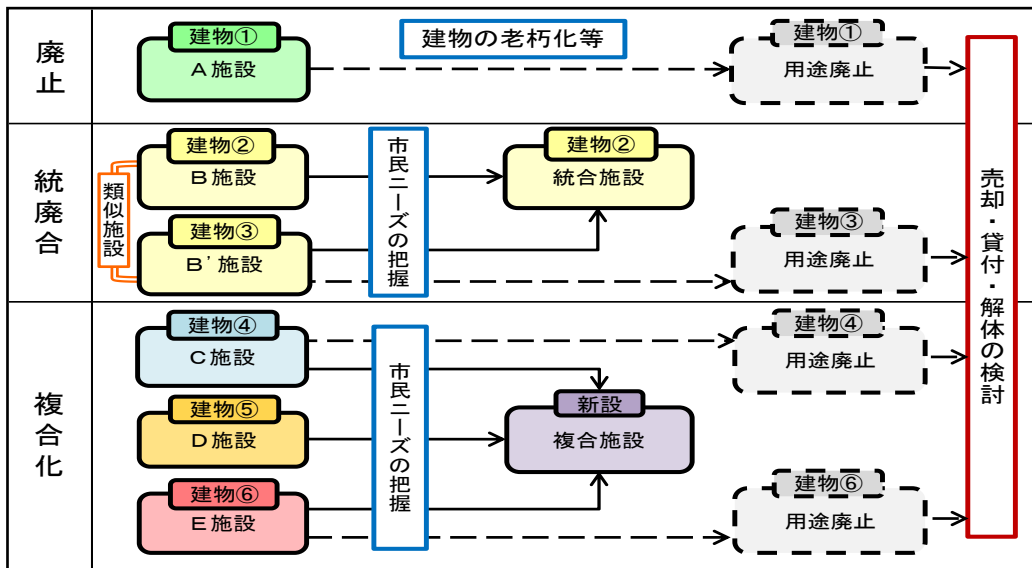 廃止
建物①
A施設
建物の老朽化等
建物①
用途廃止
統廃合
類似施設
建物②
B施設
建物③
B'施設
市民ニーズの把握
建物②
統合施設
建物③
用途廃止
複合化
建物④
C施設
建物⑤
D施設
建物⑥
E施設
市民ニーズの把握
新設
複合施設
建物④
用途廃止
建物⑥
用途廃止
売却・貸付・解体の検討